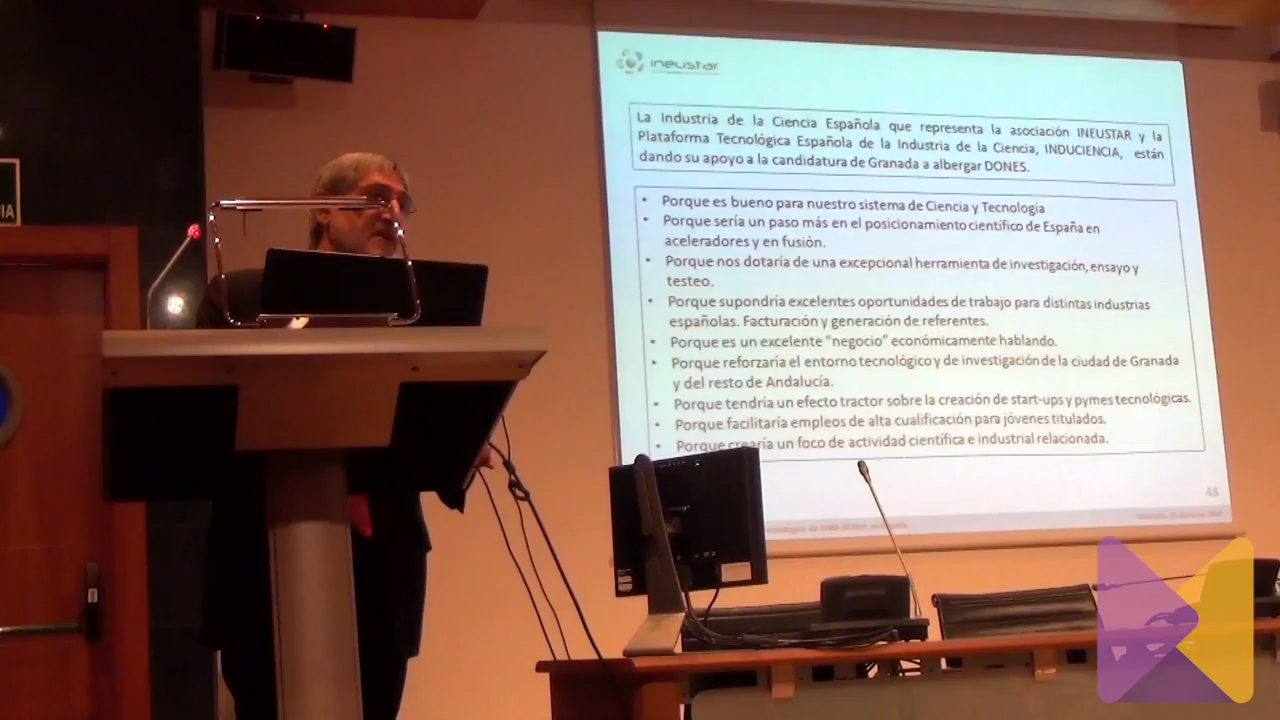 ineustar
La Industria de la Ciencia Española que representa la asociación INEUSTAR y la
Plataforma Tecnológica Española de la Industria de la Ciencia, INDUCIENCIA, están
dando su apoyo a la candidatura de Granada a albergar DONES.
• Porque es bueno para nuestro sistema de Ciencia y Tecnología
• Porque sería un paso más en el posicionamiento científico de España en
aceleradores y en fusión.
• Porque nos dotaría de una excepcional herramienta de investigación, ensayo y
testeo.
• Porque supondría excelentes oportunidades de trabajo para distintas industrias
españolas. Facturación y generación de referentes.
• Porque es un excelente "negocio" económicamente hablando.
• Porque reforzaría el entorno tecnológico y de investigación de la ciudad de Granada
y del resto de Andalucía.
• Porque tendría un efecto tractor sobre la creación de start-ups y pymes tecnológicas.
• Porque facilitaría empleos de alta cualificación para jóvenes titulados.
• Porque crearía un foco de actividad científica e industrial relacionada.
48